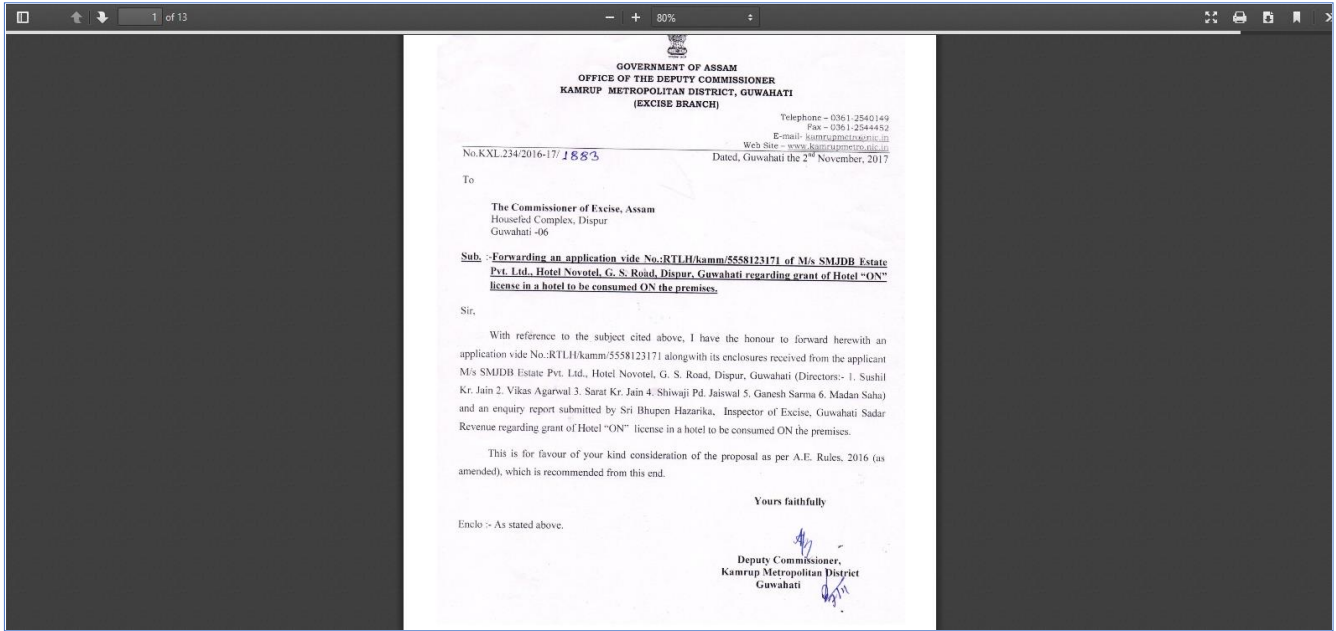 1 of 13
80%
GOVERNMENT OF ASSAM
OFFICE OF THE DEPUTY COMMISSIONER
KAMRUP METROPOLITAN DISTRICT, GUWAHATI
(EXCISE BRANCH)
Telephone – 0361-2540149
Fax – 0361-2544452
E-mail- kamrupmetro@nic.in
Web Site – www.kamrupmetro.nic.in
No.KXL.234/2016-17/ 1883 Dated, Guwahati the 2nd November, 2017
To
The Commissioner of Excise, Assam
Housefed Complex, Dispur
Guwahati -06
Sub. :-Forwarding an application vide No.:RTLH/kamm/5558123171 of M/s SMJDB Estate
Pvt. Ltd., Hotel Novotel, G. S. Road, Dispur, Guwahati regarding grant of Hotel “ON”
license in a hotel to be consumed ON the premises.
Sir,
With reference to the subject cited above, I have the honour to forward herewith an
application vide No.:RTLH/kamm/5558123171 alongwith its enclosures received from the applicant
M/s SMJDB Estate Pvt. Ltd., Hotel Novotel, G. S. Road, Dispur, Guwahati (Directors:- 1. Sushil
Kr. Jain 2. Vikas Agarwal 3. Sarat Kr. Jain 4. Shiwaji Pd. Jaiswal 5. Ganesh Sarma 6. Madan Saha)
and an enquiry report submitted by Sri Bhupen Hazarika, Inspector of Excise, Guwahati Sadar
Revenue regarding grant of Hotel “ON” license in a hotel to be consumed ON the premises.
This is for favour of your kind consideration of the proposal as per A.E. Rules, 2016 (as
amended), which is recommended from this end.
Yours faithfully
Enclo :- As stated above.
Deputy Commissioner,
Kamrup Metropolitan District
Guwahati